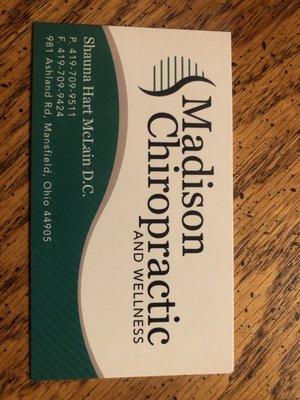 Madison
Chiropractic
AND WELLNESS
Shauna Hart McLain D.C.
P. 419-709-9511
F. 419-709-9424
981 Ashland Rd, Mansfield, Ohio 44905